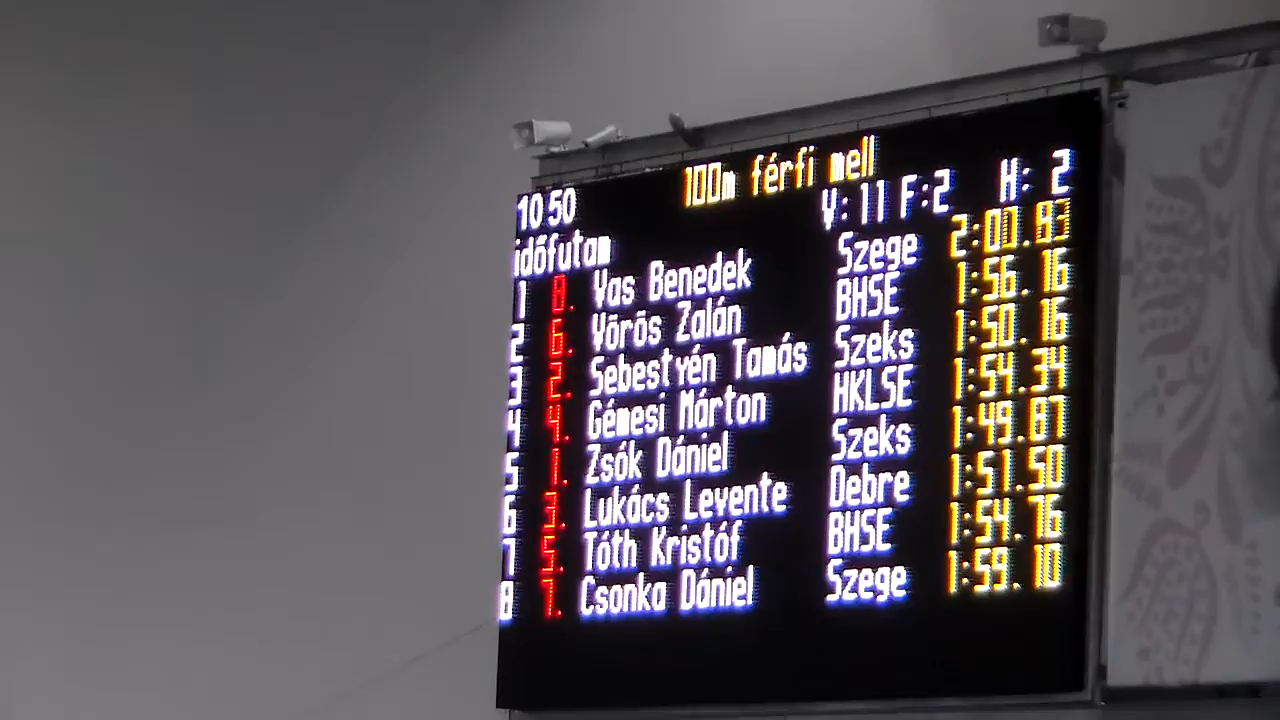 100m férfi mell
10:50 V: 11 F:2 H: 2
időfutam
1 8. Vas Benedek Szege 2:00.83
2 6. Vörös Zalán BHSE 1:56.16
3 2. Sebestyén Tamás Szeks 1:50.16
4 4. Gémesi Márton HKLSE 1:54.34
5 1. Zsók Dániel Szeks 1:49.87
6 3. Lukács Levente Debre 1:51.50
7 5. Tóth Kristóf BHSE 1:54.76
8 7. Csonka Dániel Szege 1:59.10